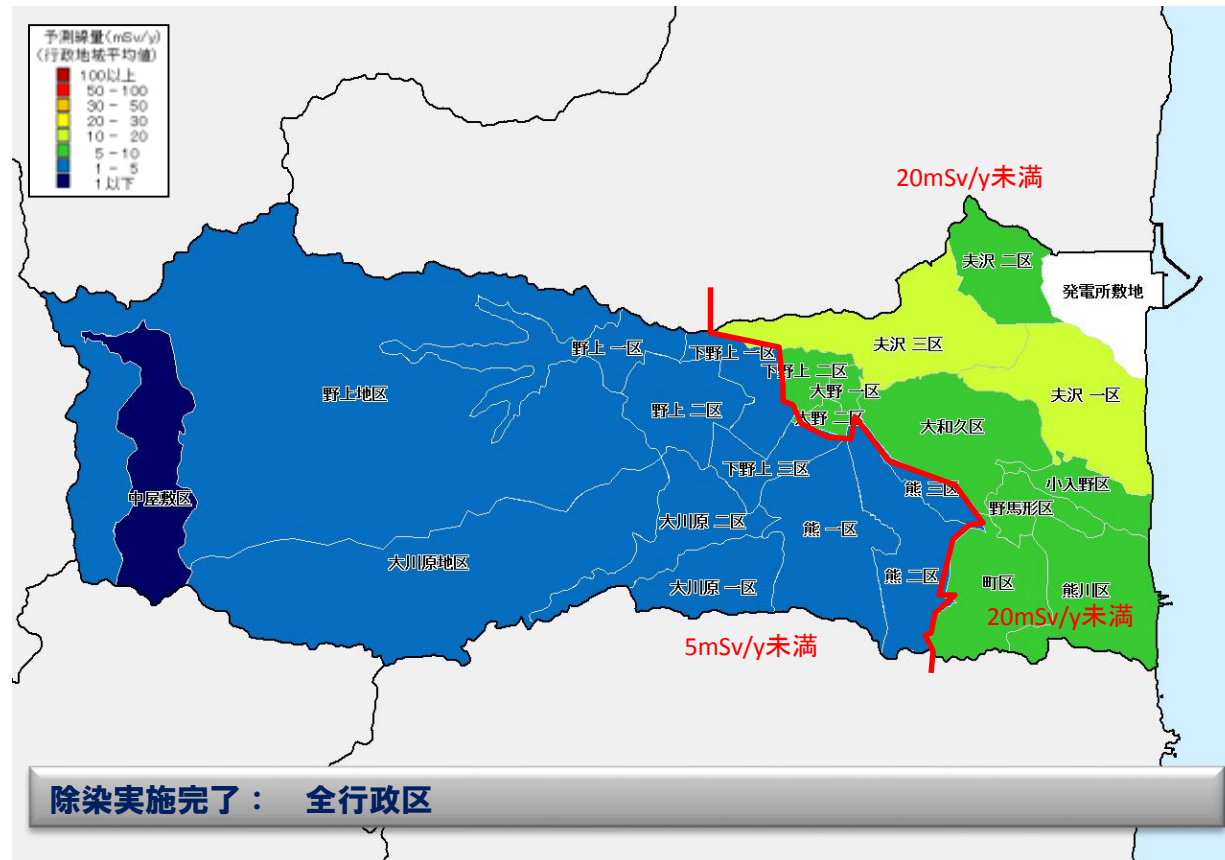 予測線量(mSv/y)
(行政地域平均値)
100以上
50 - 100
30 - 50
20 - 30
10 - 20
5 - 10
1 - 5
1以下
20mSv/y未満
夫沢 二区
発電所敷地
夫沢 三区
野上 一区
下野上 一区
下野上 二区
大野 一区
夫沢 一区
野上地区
野上 二区
大野 二区
大和久区
下野上 三区
熊 三区
小入野区
中屋敷区
野馬形区
大川原 二区
熊 一区
大川原地区
大川原 一区
熊 二区
町区
熊川区
20mSv/y未満
5mSv/y未満
除染実施完了： 全行政区